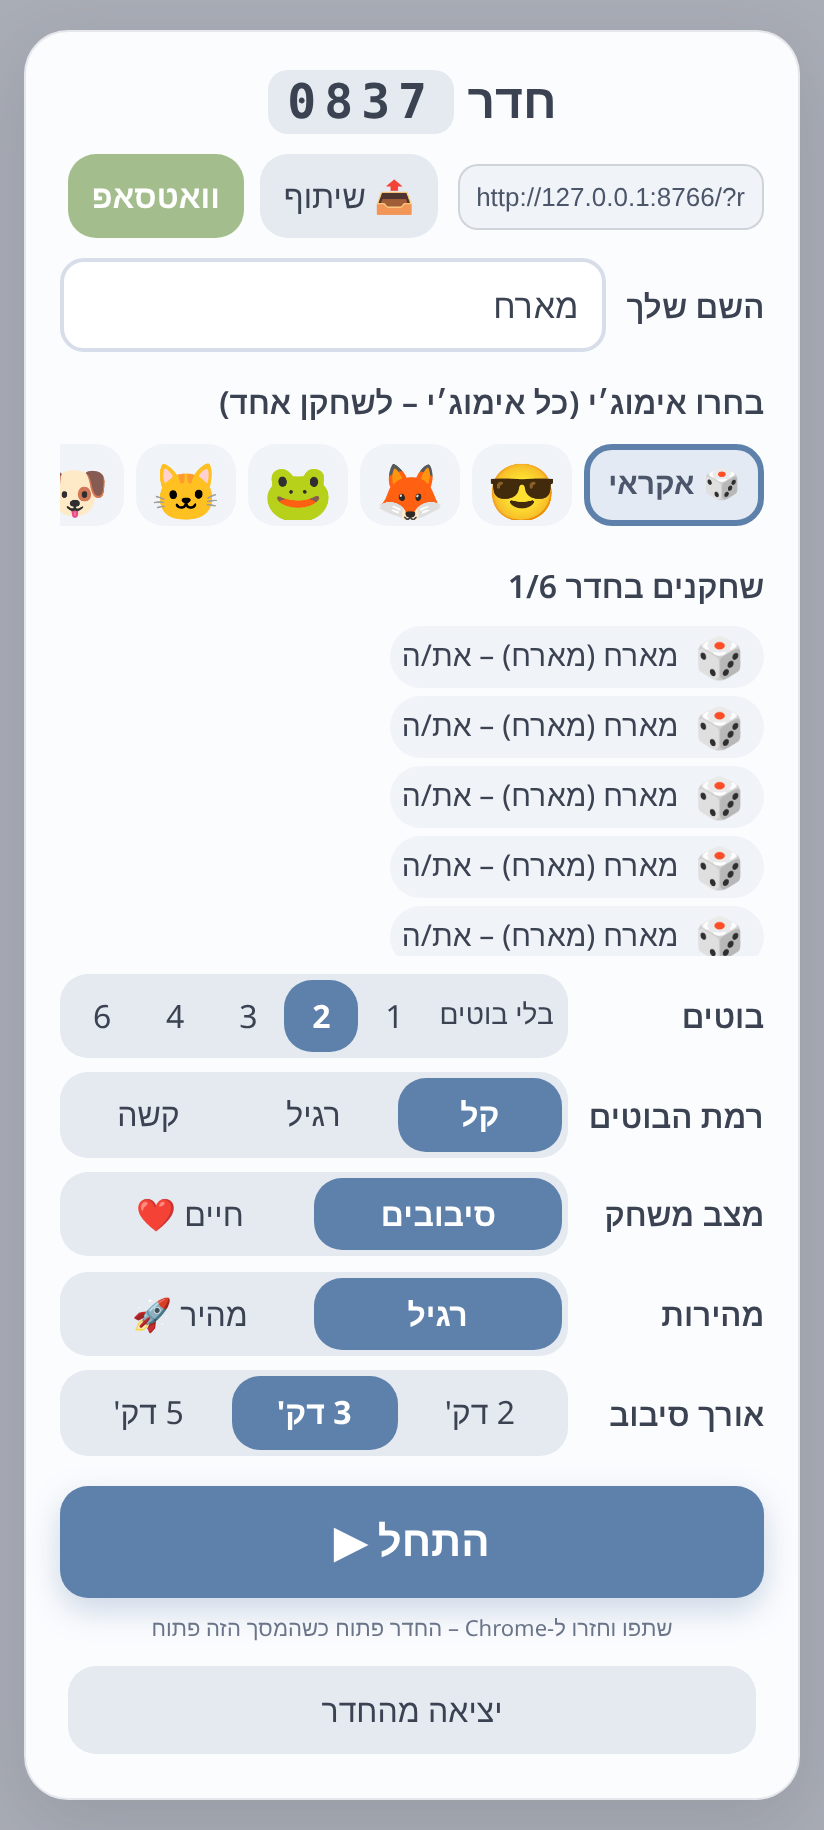 חדר 0837
http://127.0.0.1:8766/?r שיתוף וואטסאפ
השם שלך מארח
בחרו אימוג׳י (כל אימוג׳י – לשחקן אחד)
אקראי
שחקנים בחדר 1/6
מארח (מארח) – את/ה
מארח (מארח) – את/ה
מארח (מארח) – את/ה
מארח (מארח) – את/ה
מארח (מארח) – את/ה
בוטים בלי בוטים 1 2 3 4 6
רמת הבוטים קל רגיל קשה
מצב משחק סיבובים חיים ❤️
מהירות רגיל מהיר 🚀
אורך סיבוב 2 דק' 3 דק' 5 דק'
התחל ▶
שתפו וחזרו ל-Chrome – החדר פתוח כשהמסך הזה פתוח
יציאה מהחדר